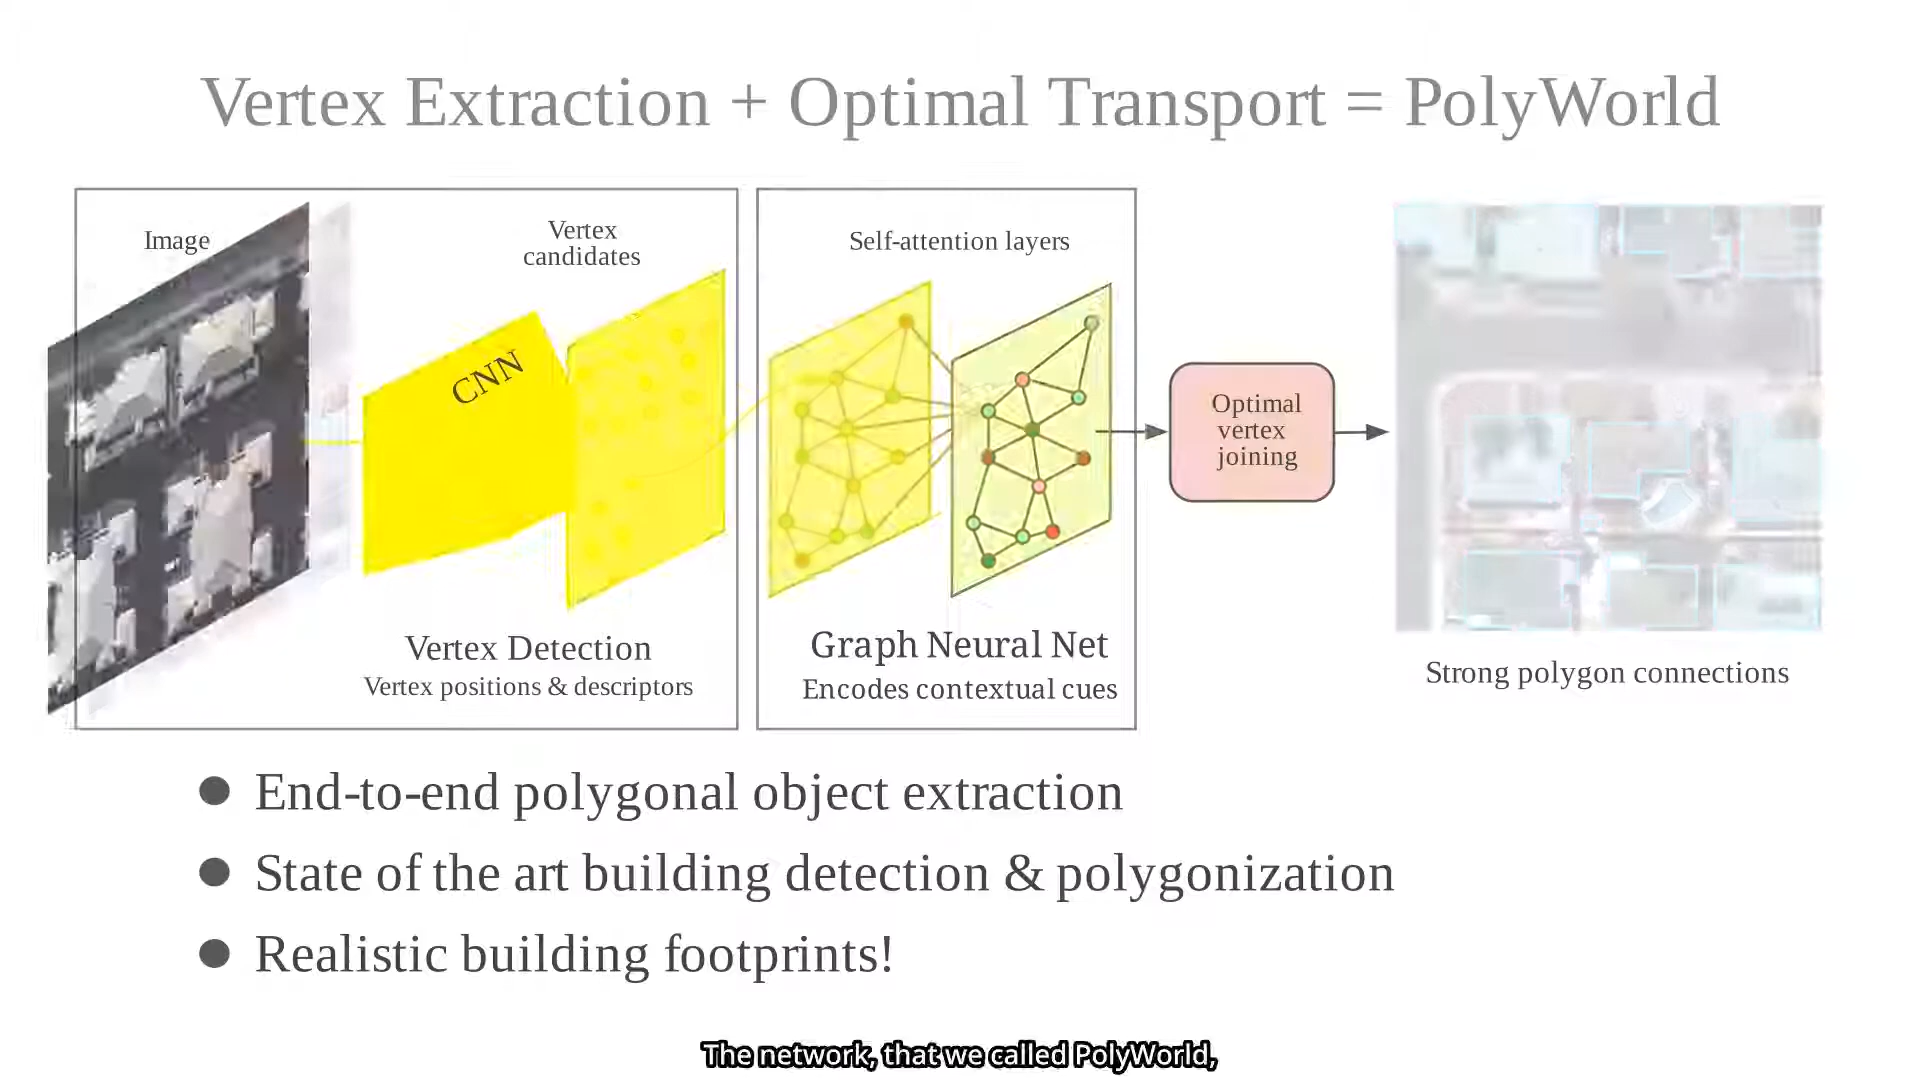 Vertex Extraction + Optimal Transport = PolyWorld
Image
Vertex
candidates
CNN
Vertex Detection
Vertex positions & descriptors
Self-attention layers
Graph Neural Net
Encodes contextual cues
Optimal
vertex
joining
Strong polygon connections
● End-to-end polygonal object extraction
● State of the art building detection & polygonization
● Realistic building footprints!
The network, that we called PolyWorld,